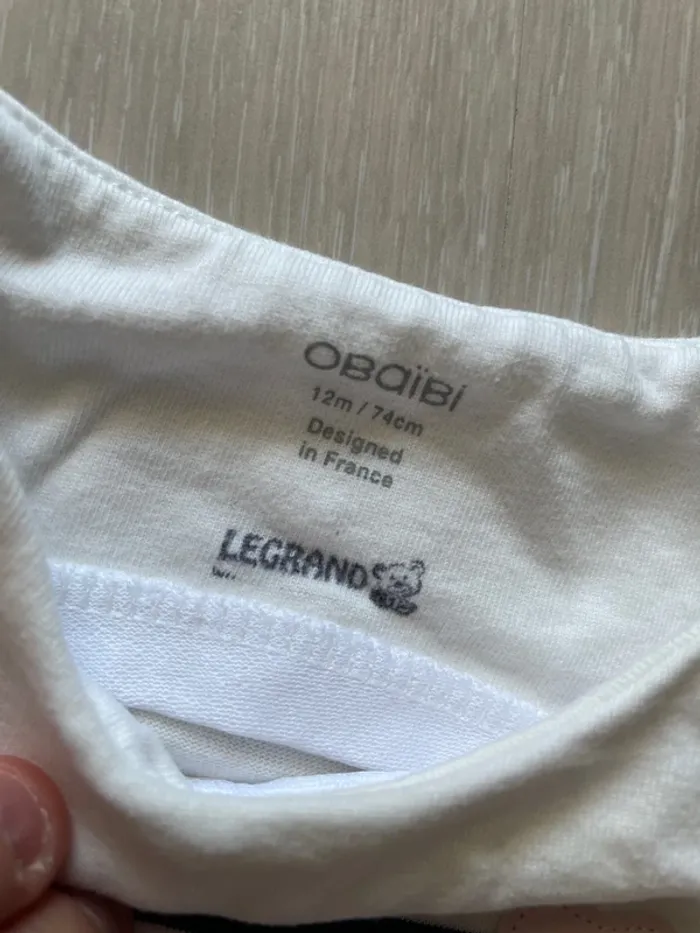 OBaïBi
12m / 74cm
Designed
in France
LEGRAND